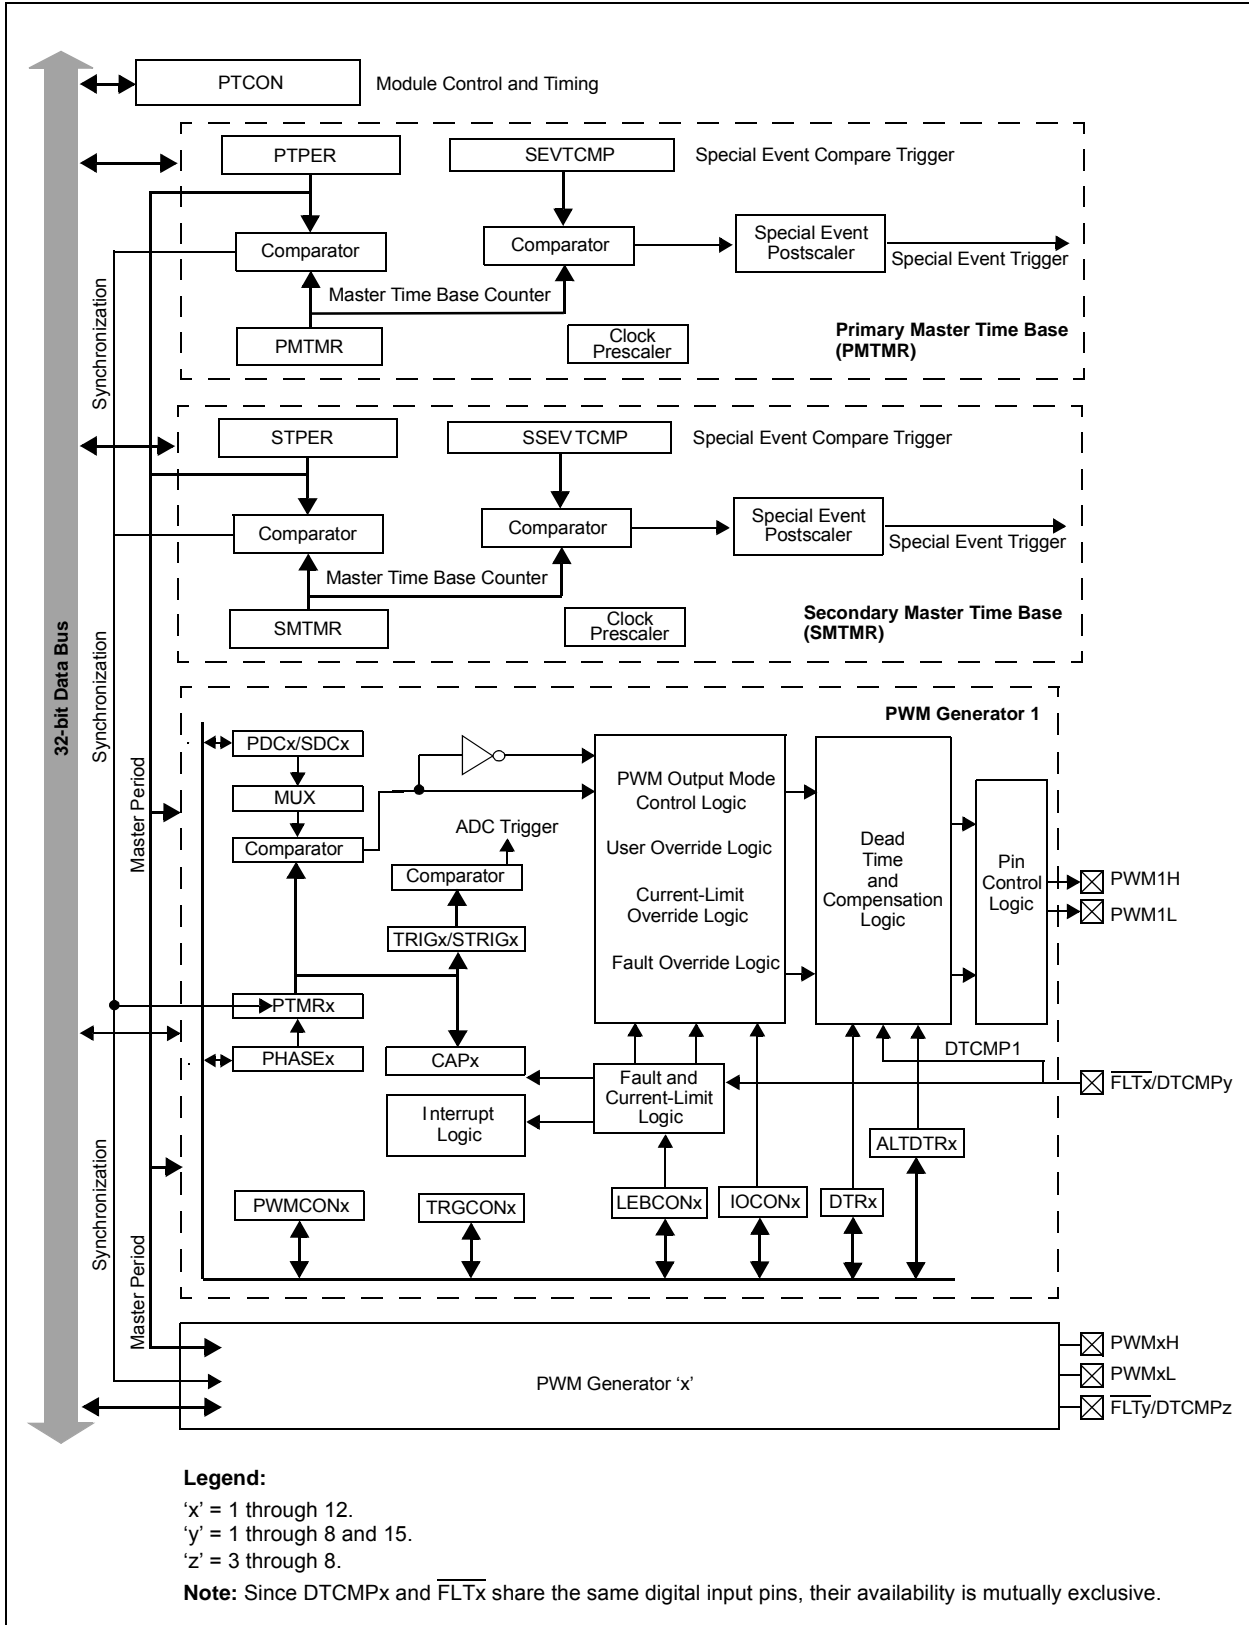 PTCON
Module Control and Timing
PTPER
SEVTCMP
Special Event Compare Trigger
Comparator
Comparator
Special Event
Postscaler
Special Event Trigger
Master Time Base Counter
PMTMR
Clock
Prescaler
Primary Master Time Base
(PMTMR)
Synchronization
STPER
SSEVTCMP
Special Event Compare Trigger
Comparator
Comparator
Special Event
Postscaler
Special Event Trigger
Master Time Base Counter
SMTMR
Clock
Prescaler
Secondary Master Time Base
(SMTMR)
32-bit Data Bus
Synchronization
Master Period
PWM Generator 1
PDCx/SDCx
MUX
Comparator
ADC Trigger
Comparator
TRIGx/STRIGx
PTMRx
PHASEx
CAPx
Interrupt
Logic
PWM Output Mode
Control Logic
User Override Logic
Current-Limit
Override Logic
Fault Override Logic
Dead
Time
and
Compensation
Logic
Pin
Control
Logic
PWM1H
PWM1L
DTCMP1
FLTx/DTCMPy
Fault and
Current-Limit
Logic
ALTDTRx
PWMCONx
TRGCONx
LEBCONx
IOCONx
DTRx
Synchronization
Master Period
PWM Generator ‘x’
PWMxH
PWMxL
FLTy/DTCMPz
Legend:
‘x’ = 1 through 12.
‘y’ = 1 through 8 and 15.
‘z’ = 3 through 8.
Note: Since DTCMPx and FLTx share the same digital input pins, their availability is mutually exclusive.